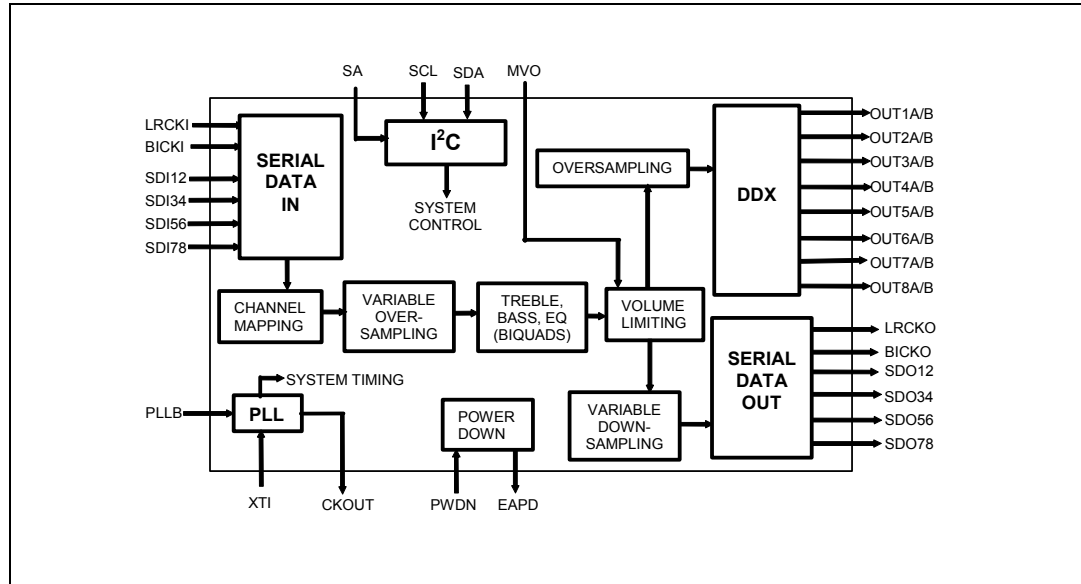 SA
SCL
SDA
MVO
LRCKI
BICKI
SDI12
SDI34
SDI56
SDI78
SERIAL
DATA
IN
I²C
SYSTEM
CONTROL
OVERSAMPLING
DDX
OUT1A/B
OUT2A/B
OUT3A/B
OUT4A/B
OUT5A/B
OUT6A/B
OUT7A/B
OUT8A/B
CHANNEL
MAPPING
VARIABLE
OVER-
SAMPLING
TREBLE,
BASS, EQ
(BIQUADS)
VOLUME
LIMITING
SERIAL
DATA
OUT
LRCKO
BICKO
SDO12
SDO34
SDO56
SDO78
SYSTEM TIMING
PLLB
PLL
POWER
DOWN
VARIABLE
DOWN-
SAMPLING
XTI
CKOUT
PWDN
EAPD